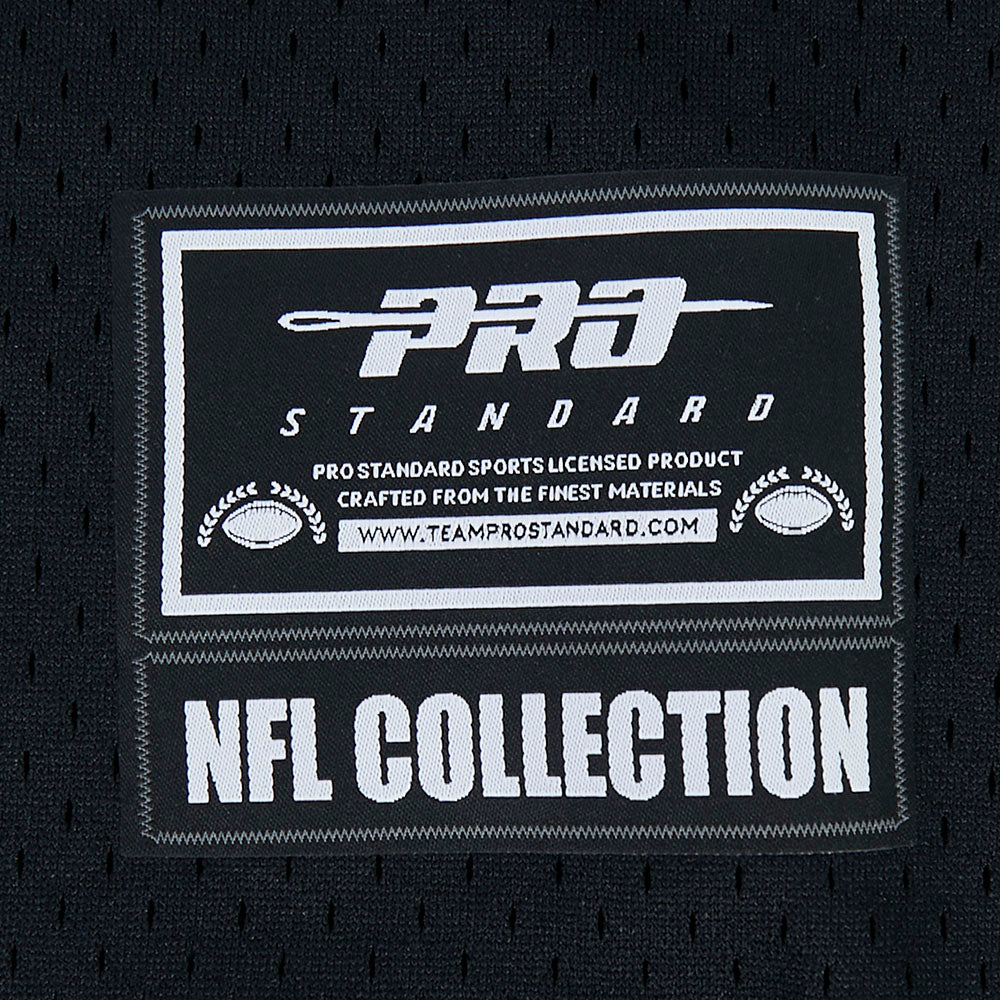 PRO
STANDARD
PRO STANDARD SPORTS LICENSED PRODUCT
CRAFTED FROM THE FINEST MATERIALS
WWW.TEAMPROSTANDARD.COM
NFL COLLECTION